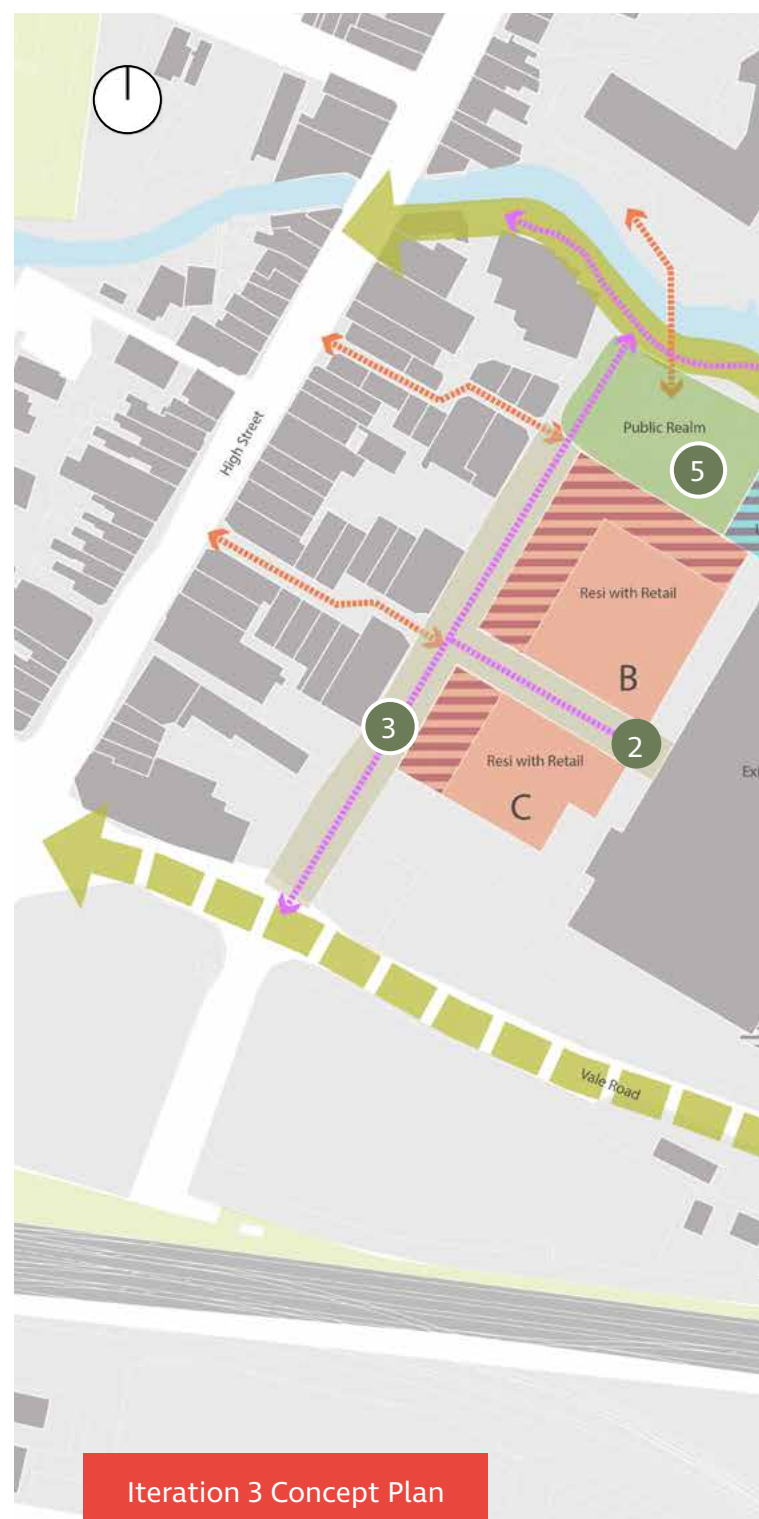 High Street
Public Realm
5
Resi with Retail
B
3
2
Resi with Retail
C
Vale Road
Iteration 3 Concept Plan